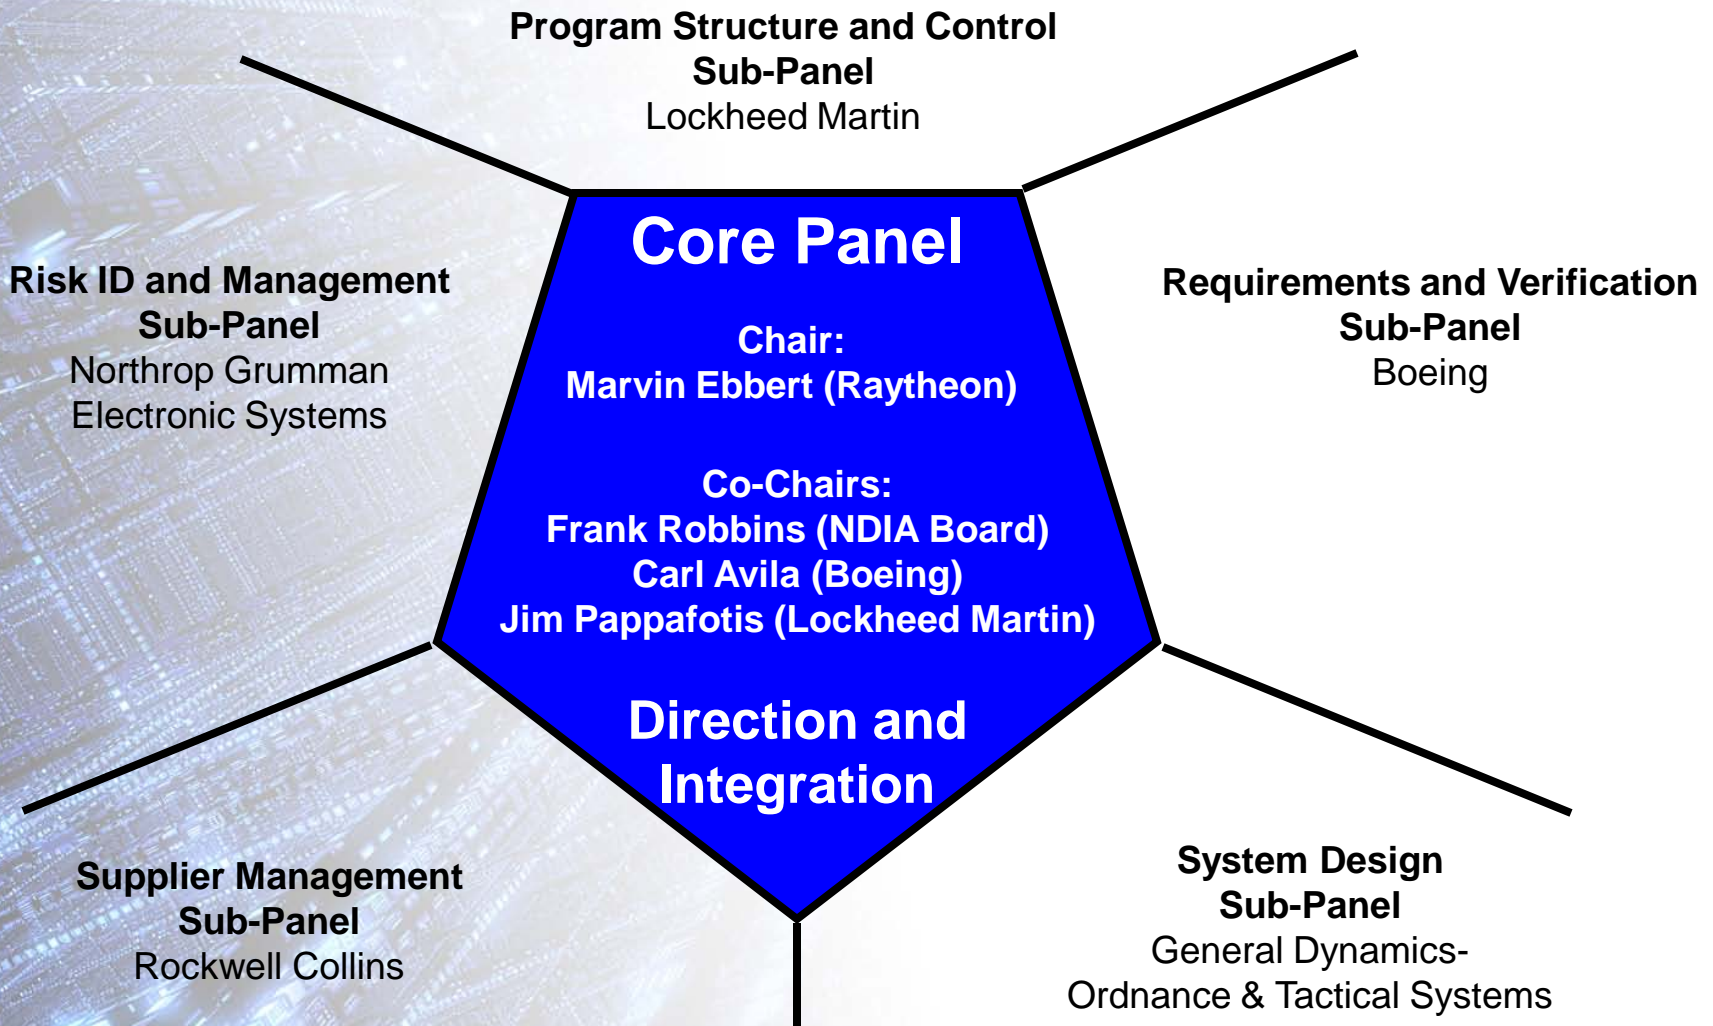 Program Structure and Control
Sub-Panel
Lockheed Martin
Core Panel
Chair:
Marvin Ebbert (Raytheon)
Co-Chairs:
Frank Robbins (NDIA Board)
Carl Avila (Boeing)
Jim Pappafotis (Lockheed Martin)
Direction and
Integration
Risk ID and Management
Sub-Panel
Northrop Grumman
Electronic Systems
Requirements and Verification
Sub-Panel
Boeing
Supplier Management
Sub-Panel
Rockwell Collins
System Design
Sub-Panel
General Dynamics-
Ordnance & Tactical Systems